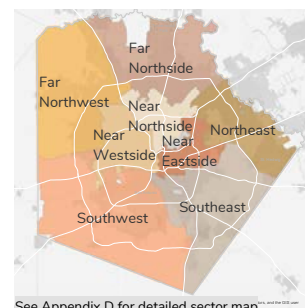 Far
Northside
Far
Northwest
Near
Northside
Near
Westside
Near
Eastside
Northeast
Southeast
Southwest
See Appendix D for detailed sector map